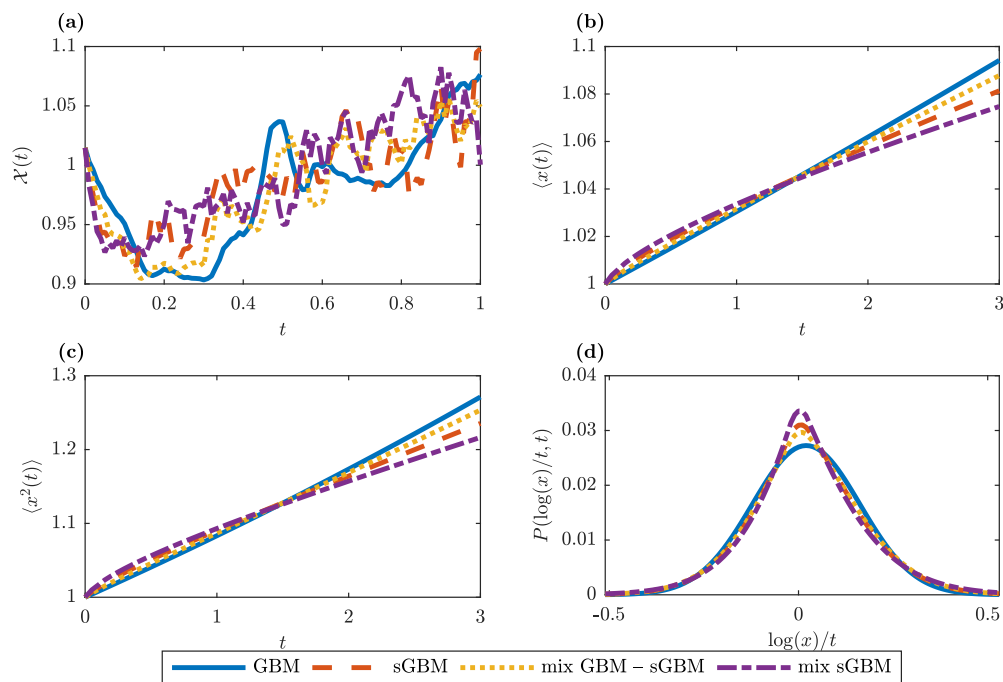 (a)
1.1
1.05
1
0.95
0.9
𝒳(t)
0 0.2 0.4 0.6 0.8 1
t
(b)
1.1
1.08
1.06
1.04
1.02
1
⟨x(t)⟩
0 1 2 3
t
(c)
1.3
1.2
1.1
1
⟨x²(t)⟩
0 1 2 3
t
(d)
0.04
0.03
0.02
0.01
0
P(log(x)/t, t)
-0.5 0 0.5
log(x)/t
GBM sGBM mix GBM – sGBM mix sGBM